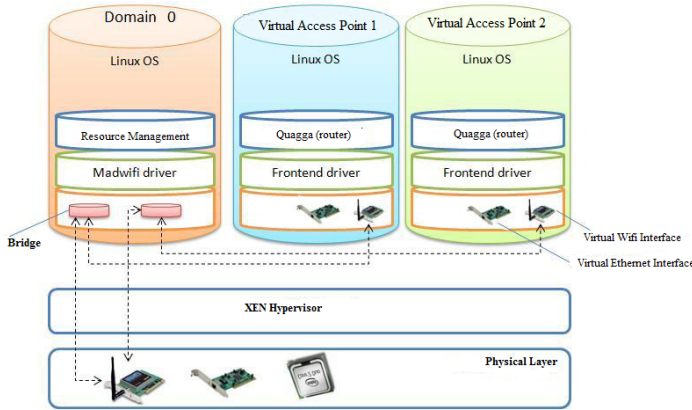 Domain 0
Virtual Access Point 1
Virtual Access Point 2
Linux OS
Linux OS
Linux OS
Resource Management
Quagga (router)
Quagga (router)
Madwifi driver
Frontend driver
Frontend driver
Bridge
Virtual Wifi Interface
Virtual Ethernet Interface
XEN Hypervisor
Physical Layer